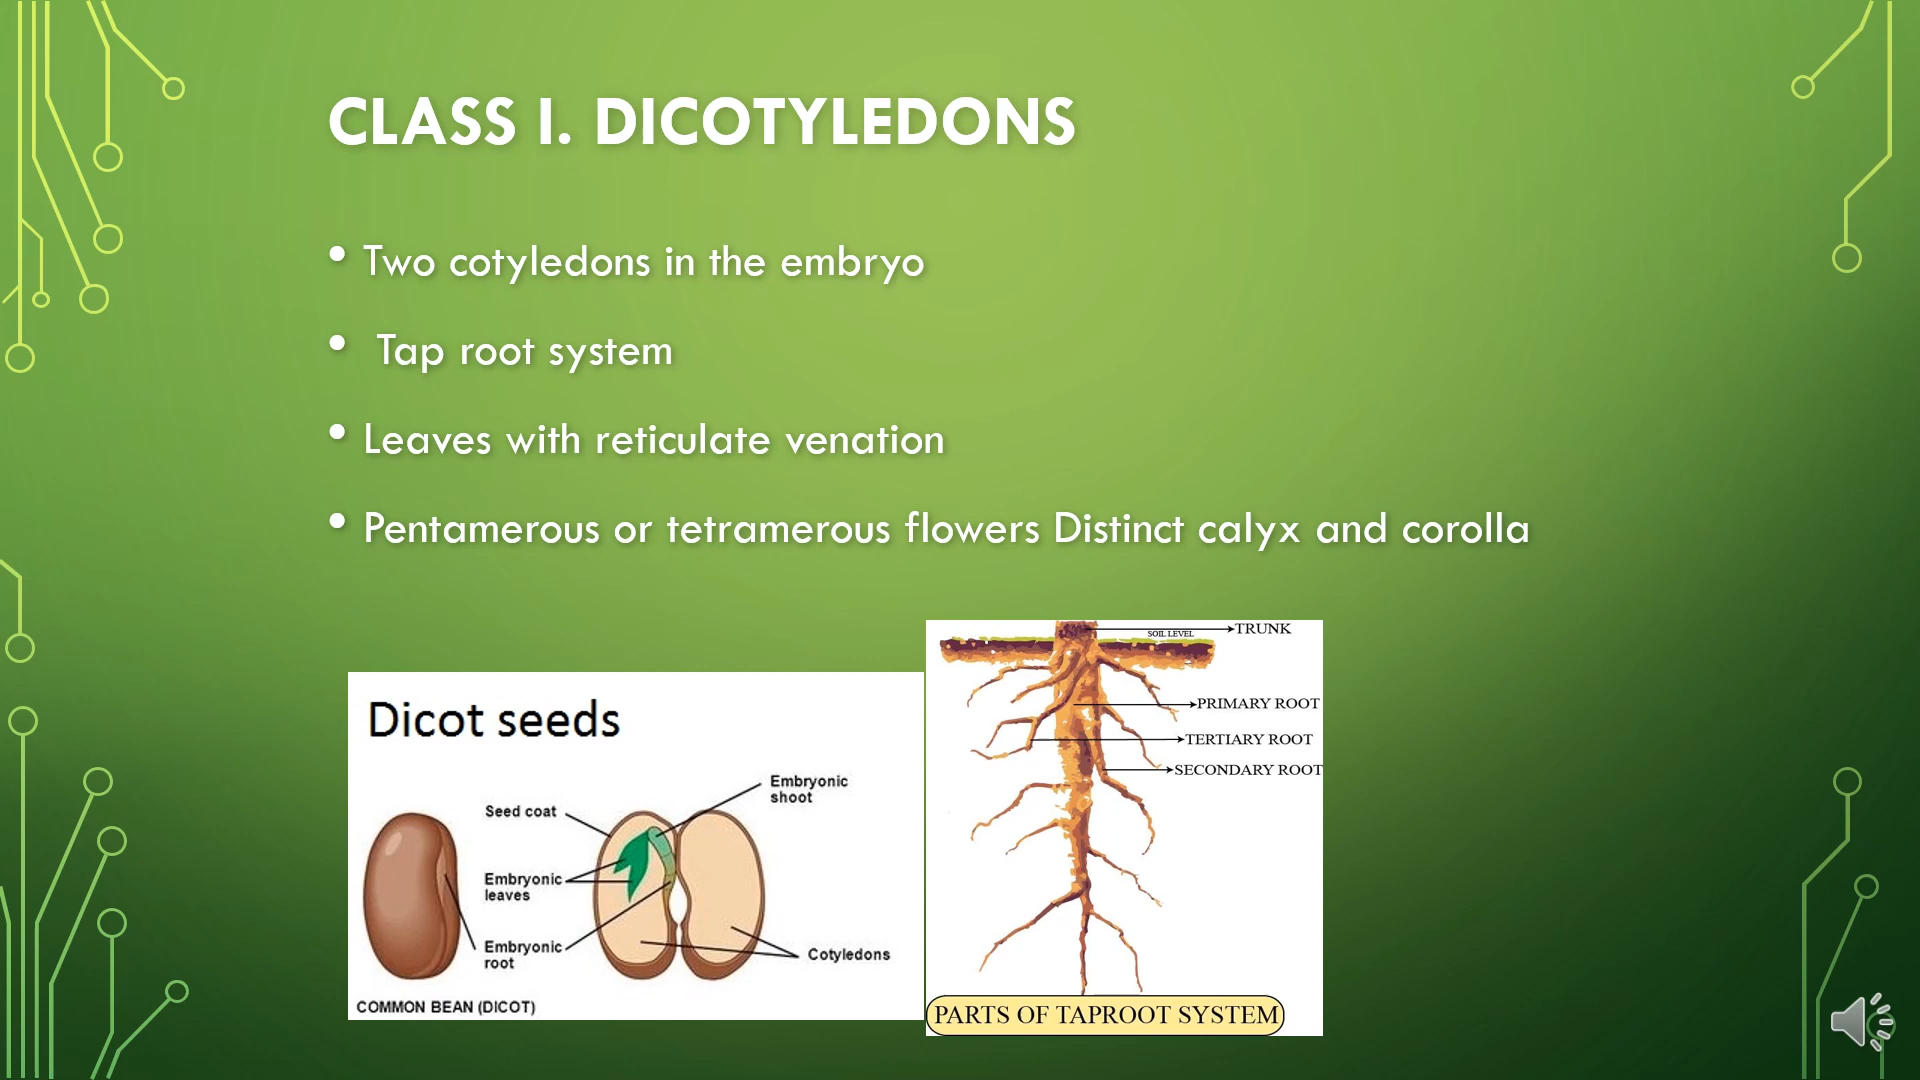 CLASS I. DICOTYLEDONS
• Two cotyledons in the embryo
• Tap root system
• Leaves with reticulate venation
• Pentamerous or tetramerous flowers Distinct calyx and corolla
Dicot seeds
Embryonic
shoot
Seed coat
Embryonic
leaves
Embryonic
root
Cotyledons
COMMON BEAN (DICOT)
SOIL LEVEL
TRUNK
PRIMARY ROOT
TERTIARY ROOT
SECONDARY ROOT
PARTS OF TAPROOT SYSTEM